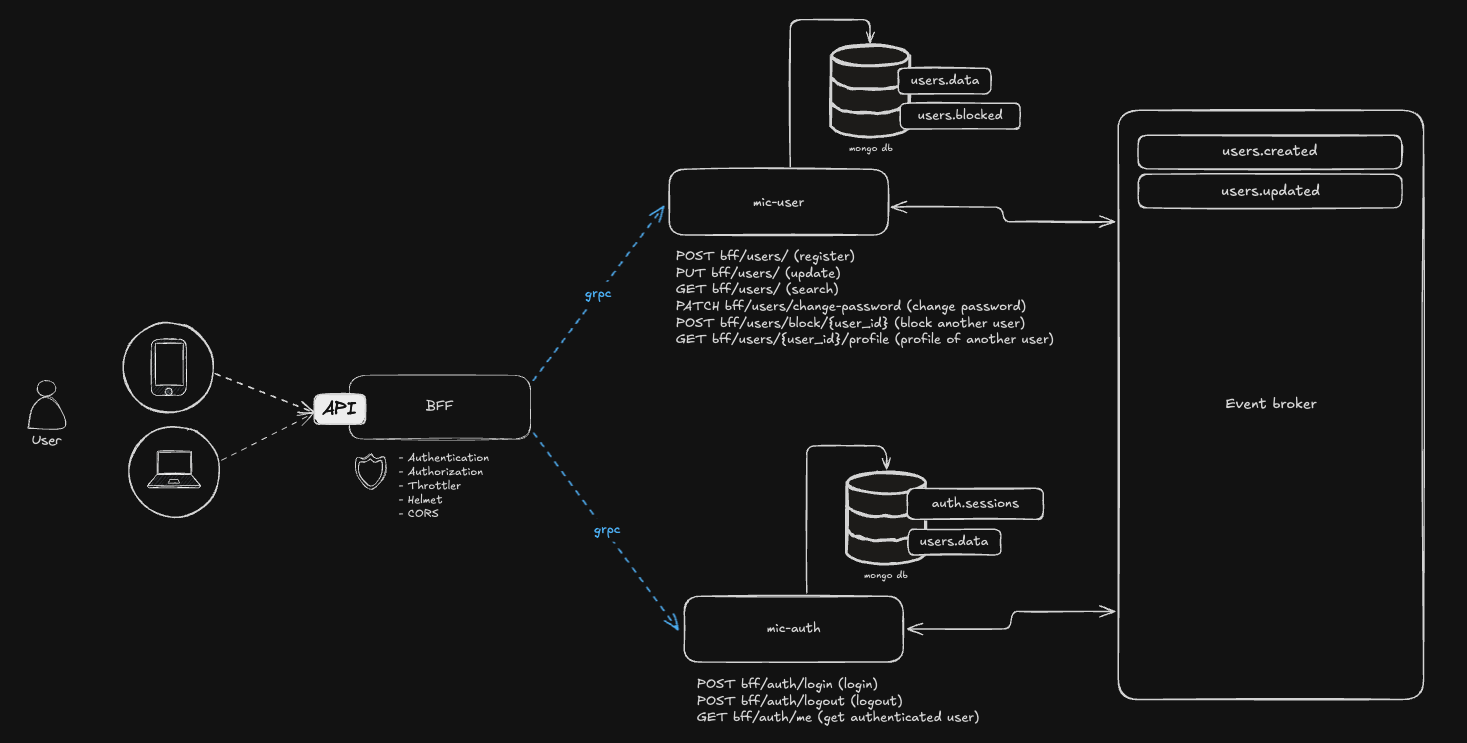 users.data
users.blocked
mongo db
users.created
users.updated
mic-user
POST bff/users/ (register)
PUT bff/users/ (update)
GET bff/users/ (search)
PATCH bff/users/change-password (change password)
POST bff/users/block/{user_id} (block another user)
GET bff/users/{user_id}/profile (profile of another user)
grpc
User
API
BFF
- Authentication
- Authorization
- Throttler
- Helmet
- CORS
Event broker
grpc
auth.sessions
users.data
mongo db
mic-auth
POST bff/auth/login (login)
POST bff/auth/logout (logout)
GET bff/auth/me (get authenticated user)